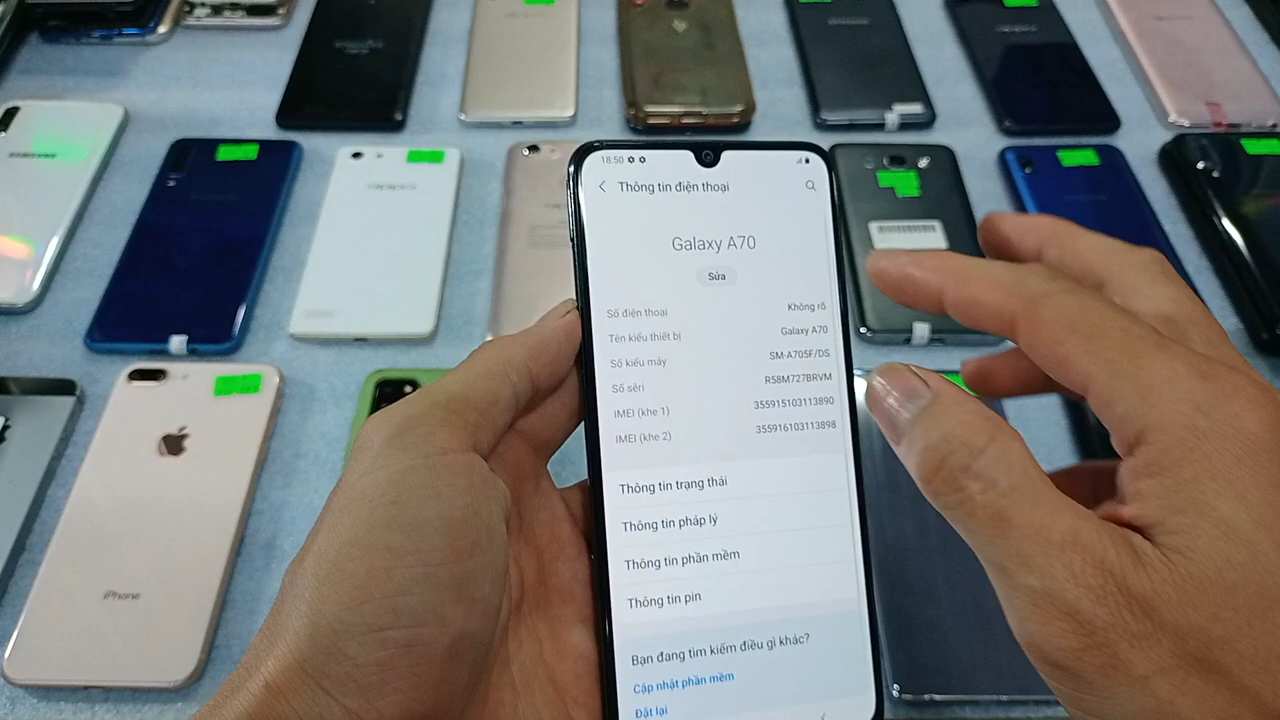 18:50
Thông tin điện thoại
Galaxy A70
Sửa
Số điện thoại Không rõ
Tên kiểu thiết bị Galaxy A70
Số kiểu máy SM-A705F/DS
Số sêri R58M727BRVM
IMEI (khe 1) 355915103113890
IMEI (khe 2) 355916103113898
Thông tin trạng thái
Thông tin pháp lý
Thông tin phần mềm
Thông tin pin
Bạn đang tìm kiếm điều gì khác?
Cập nhật phần mềm
Đặt lại
SAMSUNG
iPhone